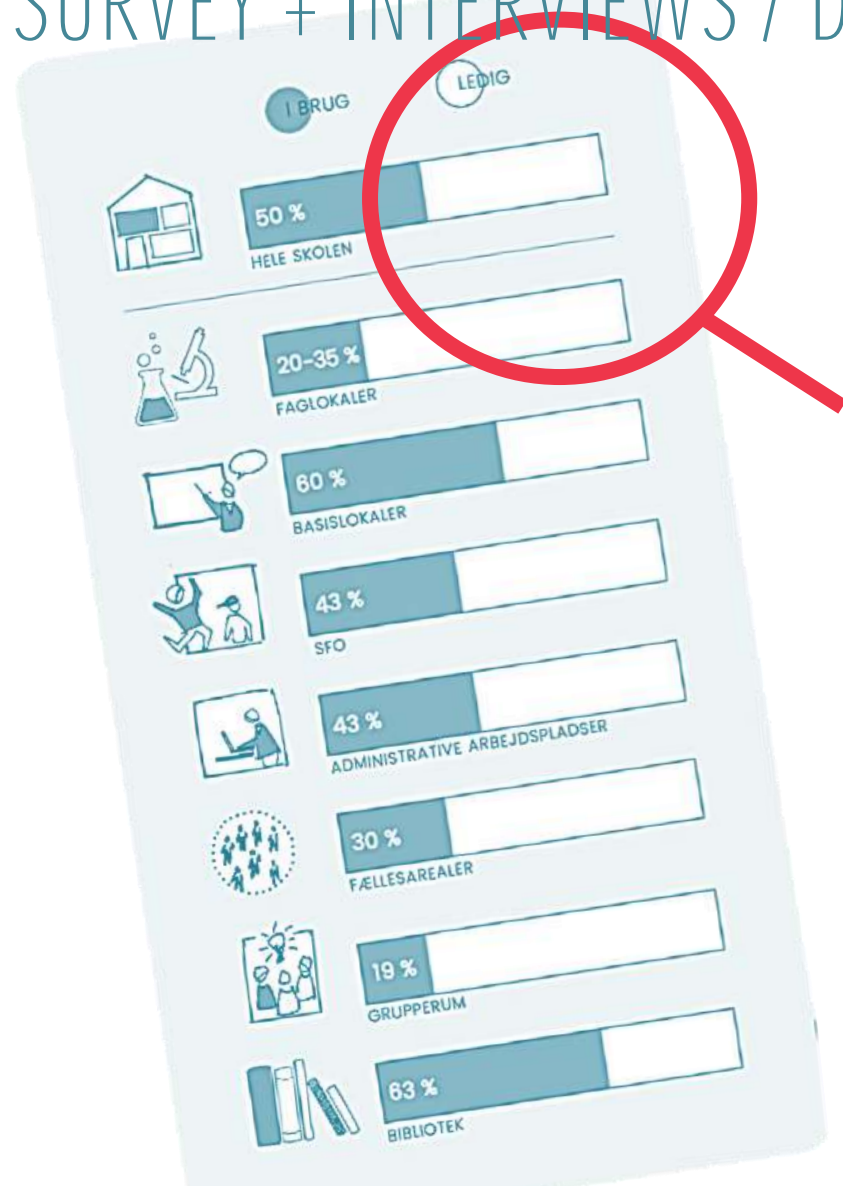 SURVEY + INTERVIEWS / D
I BRUG
LEDIG
50 %
HELE SKOLEN
20-35 %
FAGLOKALER
60 %
BASISLOKALER
43 %
SFO
43 %
ADMINISTRATIVE ARBEJDSPLADSER
30 %
FÆLLESAREALER
19 %
GRUPPERUM
63 %
BIBLIOTEK